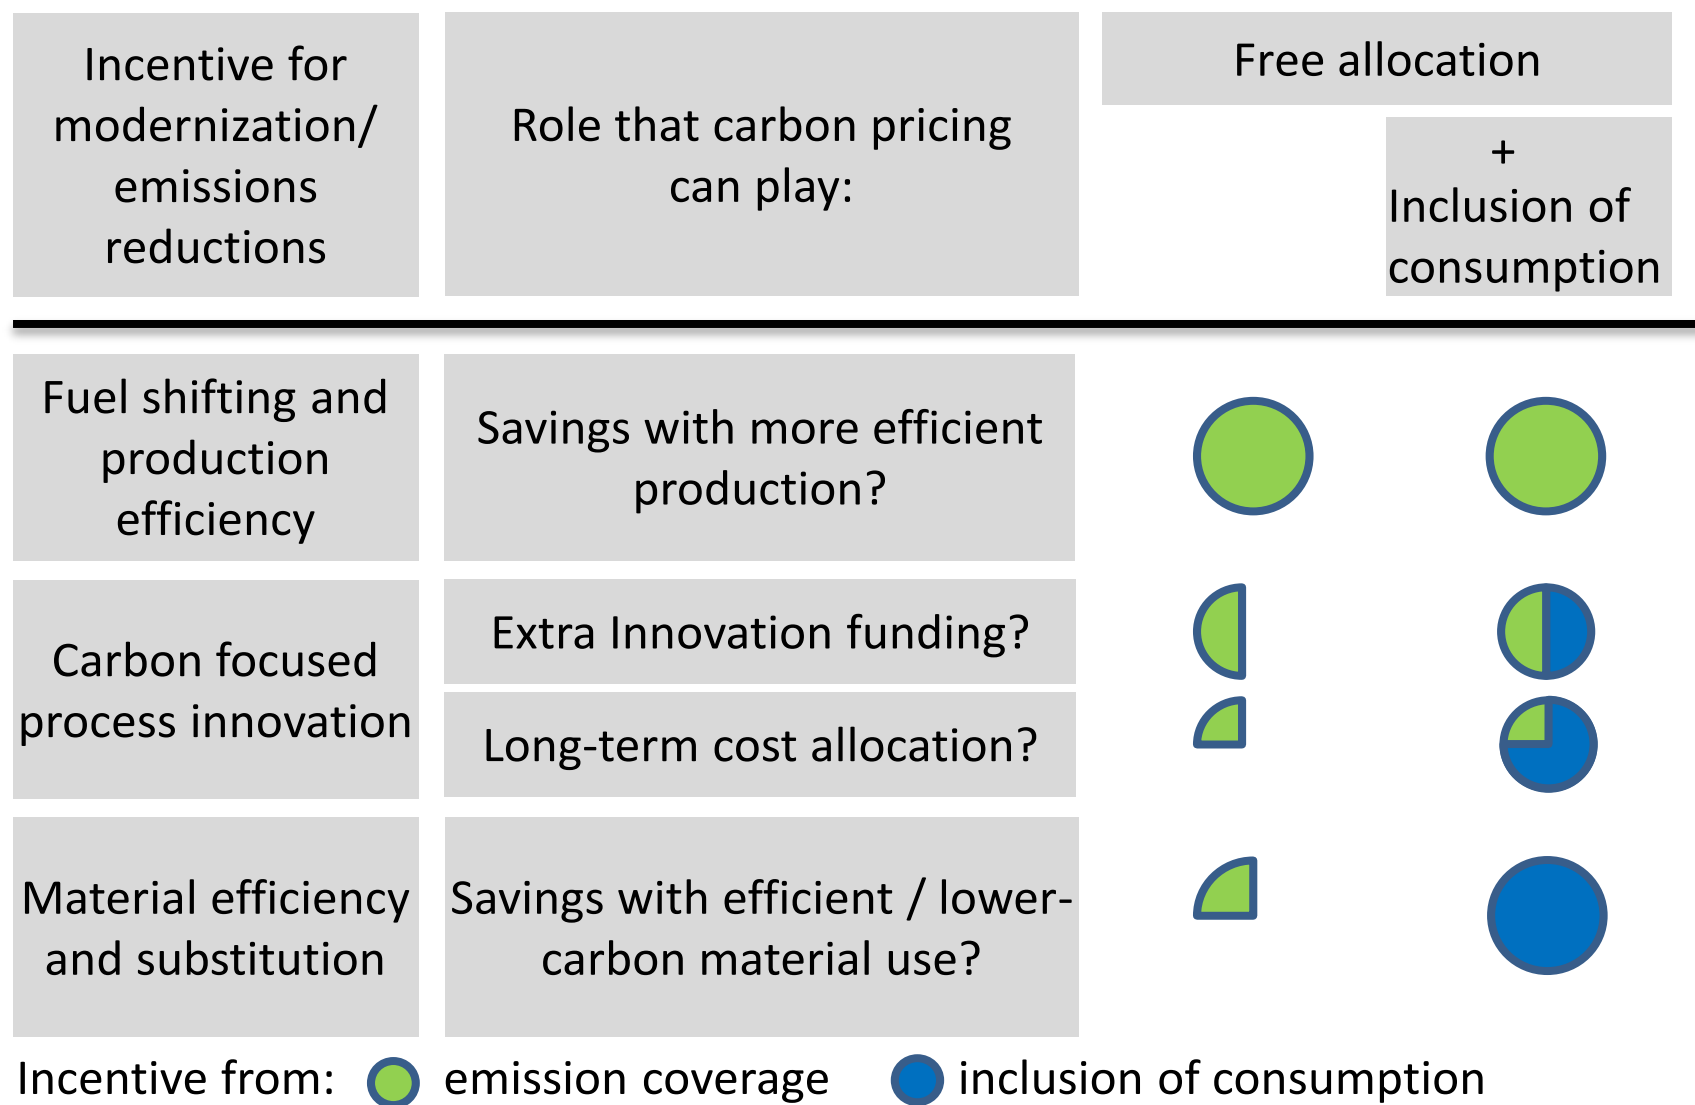 Incentive for
modernization/
emissions
reductions
Role that carbon pricing
can play:
Free allocation
+
Inclusion of
consumption
Fuel shifting and
production
efficiency
Savings with more efficient
production?
Carbon focused
process innovation
Extra Innovation funding?
Long-term cost allocation?
Material efficiency
and substitution
Savings with efficient / lower-
carbon material use?
Incentive from: emission coverage inclusion of consumption